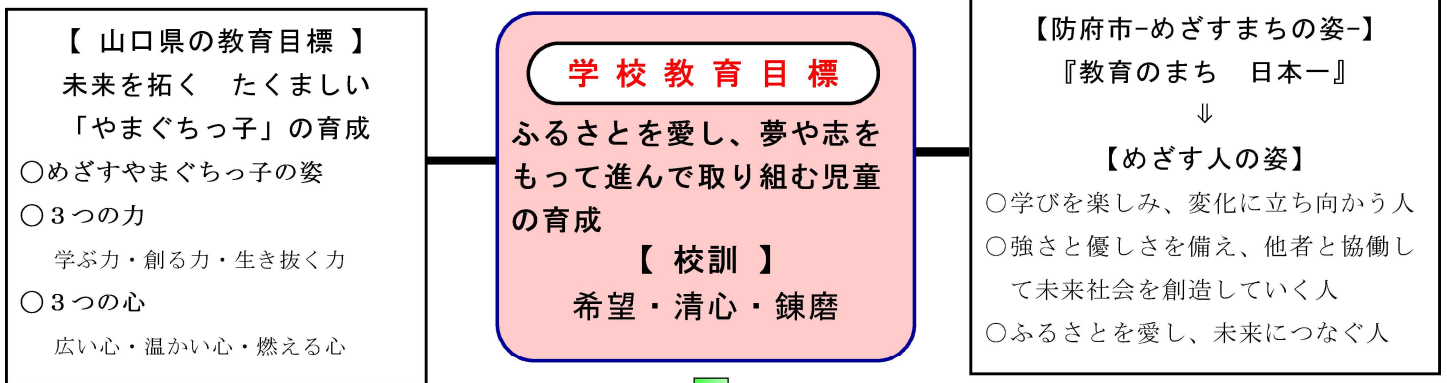 【 山口県の教育目標 】
未来を拓く　たくましい
「やまぐちっ子」の育成
○めざすやまぐちっ子の姿
○３つの力
学ぶ力・創る力・生き抜く力
○３つの心
広い心・温かい心・燃える心
学 校 教 育 目 標
ふるさとを愛し、夢や志を
もって進んで取り組む児童
の育成
【 校訓 】
希望・清心・錬磨
【防府市-めざすまちの姿-】
『教育のまち　日本一』
⇓
【めざす人の姿】
○学びを楽しみ、変化に立ち向かう人
○強さと優しさを備え、他者と協働し
て未来社会を創造していく人
○ふるさとを愛し、未来につなぐ人